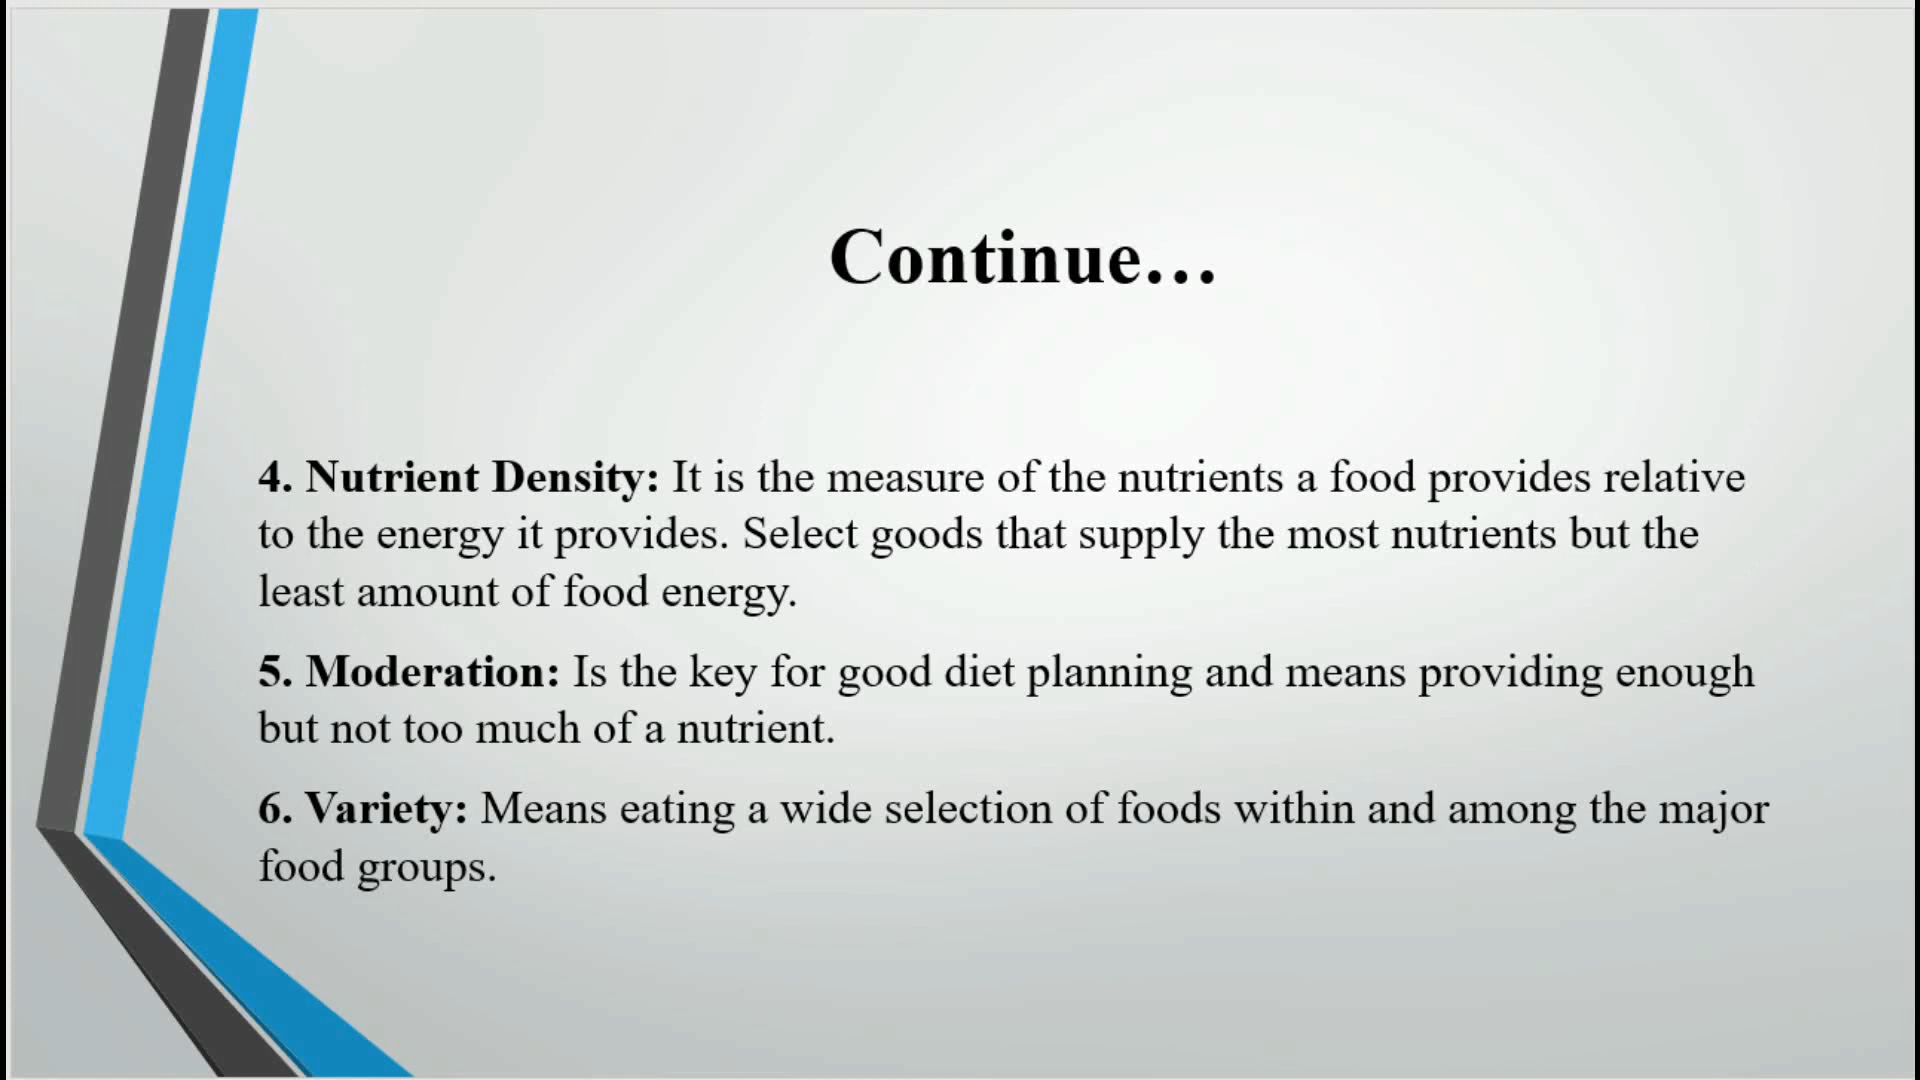 Continue…
4. Nutrient Density: It is the measure of the nutrients a food provides relative
to the energy it provides. Select goods that supply the most nutrients but the
least amount of food energy.
5. Moderation: Is the key for good diet planning and means providing enough
but not too much of a nutrient.
6. Variety: Means eating a wide selection of foods within and among the major
food groups.